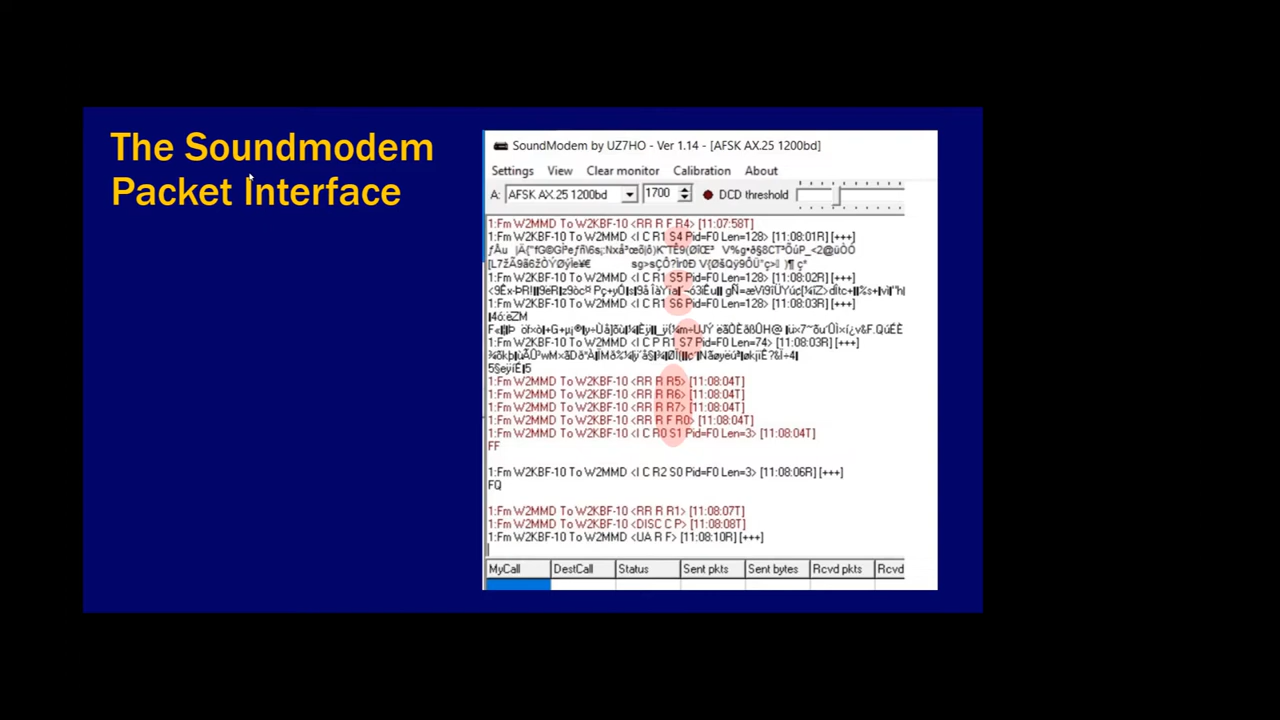 The Soundmodem
Packet Interface
SoundModem by UZ7HO - Ver 1.14 - [AFSK AX.25 1200bd]
Settings View Clear monitor Calibration About
A: AFSK AX.25 1200bd 1700 DCD threshold
1:Fm W2MMD To W2KBF-10 <RR R F R4> [11:07:58T]
1:Fm W2KBF-10 To W2MMD <I C R1 S4 Pid=F0 Len=128> [11:08:01R] [+++]
1:Fm W2KBF-10 To W2MMD <I C R1 S5 Pid=F0 Len=128> [11:08:02R] [+++]
1:Fm W2KBF-10 To W2MMD <I C R1 S6 Pid=F0 Len=128> [11:08:03R] [+++]
1:Fm W2KBF-10 To W2MMD <I C P R1 S7 Pid=F0 Len=74> [11:08:03R] [+++]
1:Fm W2MMD To W2KBF-10 <RR R R5> [11:08:04T]
1:Fm W2MMD To W2KBF-10 <RR R R6> [11:08:04T]
1:Fm W2MMD To W2KBF-10 <RR R R7> [11:08:04T]
1:Fm W2MMD To W2KBF-10 <RR R F R0> [11:08:04T]
1:Fm W2MMD To W2KBF-10 <I C R0 S1 Pid=F0 Len=3> [11:08:04T]
FF
1:Fm W2KBF-10 To W2MMD <I C R2 S0 Pid=F0 Len=3> [11:08:06R] [+++]
FQ
1:Fm W2MMD To W2KBF-10 <RR R R1> [11:08:07T]
1:Fm W2MMD To W2KBF-10 <DISC C P> [11:08:08T]
1:Fm W2KBF-10 To W2MMD <UA R F> [11:08:10R] [+++]
MyCall DestCall Status Sent pkts Sent bytes Rcvd pkts Rcvd